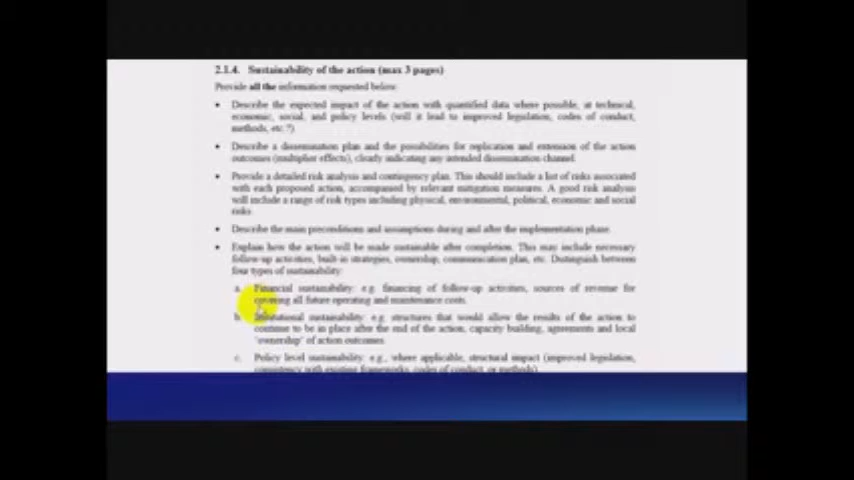 2.1.4. Sustainability of the action (max 3 pages)
Provide all the information requested below:
• Describe the expected impact of the action with quantified data where possible, at technical,
economic, social, and policy levels (will it lead to improved legislation, codes of conduct,
methods, etc.?)
• Describe a dissemination plan and the possibilities for replication and extension of the action
outcomes (multiplier effects), clearly indicating any intended dissemination channel.
• Provide a detailed risk analysis and contingency plan. This should include a list of risks associated
with each proposed action, accompanied by relevant mitigation measures. A good risk analysis
will include a range of risk types including physical, environmental, political, economic and social
risks.
• Describe the main preconditions and assumptions during and after the implementation phase.
• Explain how the action will be made sustainable after completion. This may include necessary
follow-up activities, built-in strategies, ownership, communication plan, etc. Distinguish between
four types of sustainability:
a. Financial sustainability: e.g. financing of follow-up activities, sources of revenue for
covering all future operating and maintenance costs.
b. Institutional sustainability: e.g. structures that would allow the results of the action to
continue to be in place after the end of the action, capacity building, agreements and local
'ownership' of action outcomes.
c. Policy level sustainability: e.g., where applicable, structural impact (improved legislation,
consistency with existing frameworks, codes of conduct, or methods).